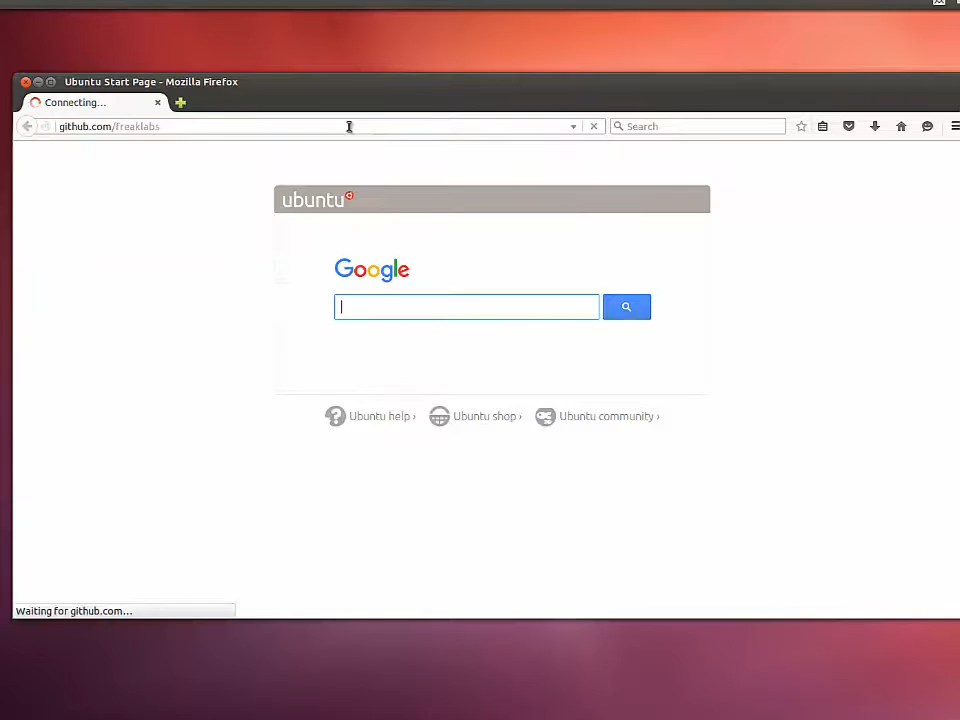 Ubuntu Start Page - Mozilla Firefox
Connecting...
github.com/freaklabs
Search
ubuntu
Google
Ubuntu help ›
Ubuntu shop ›
Ubuntu community ›
Waiting for github.com...